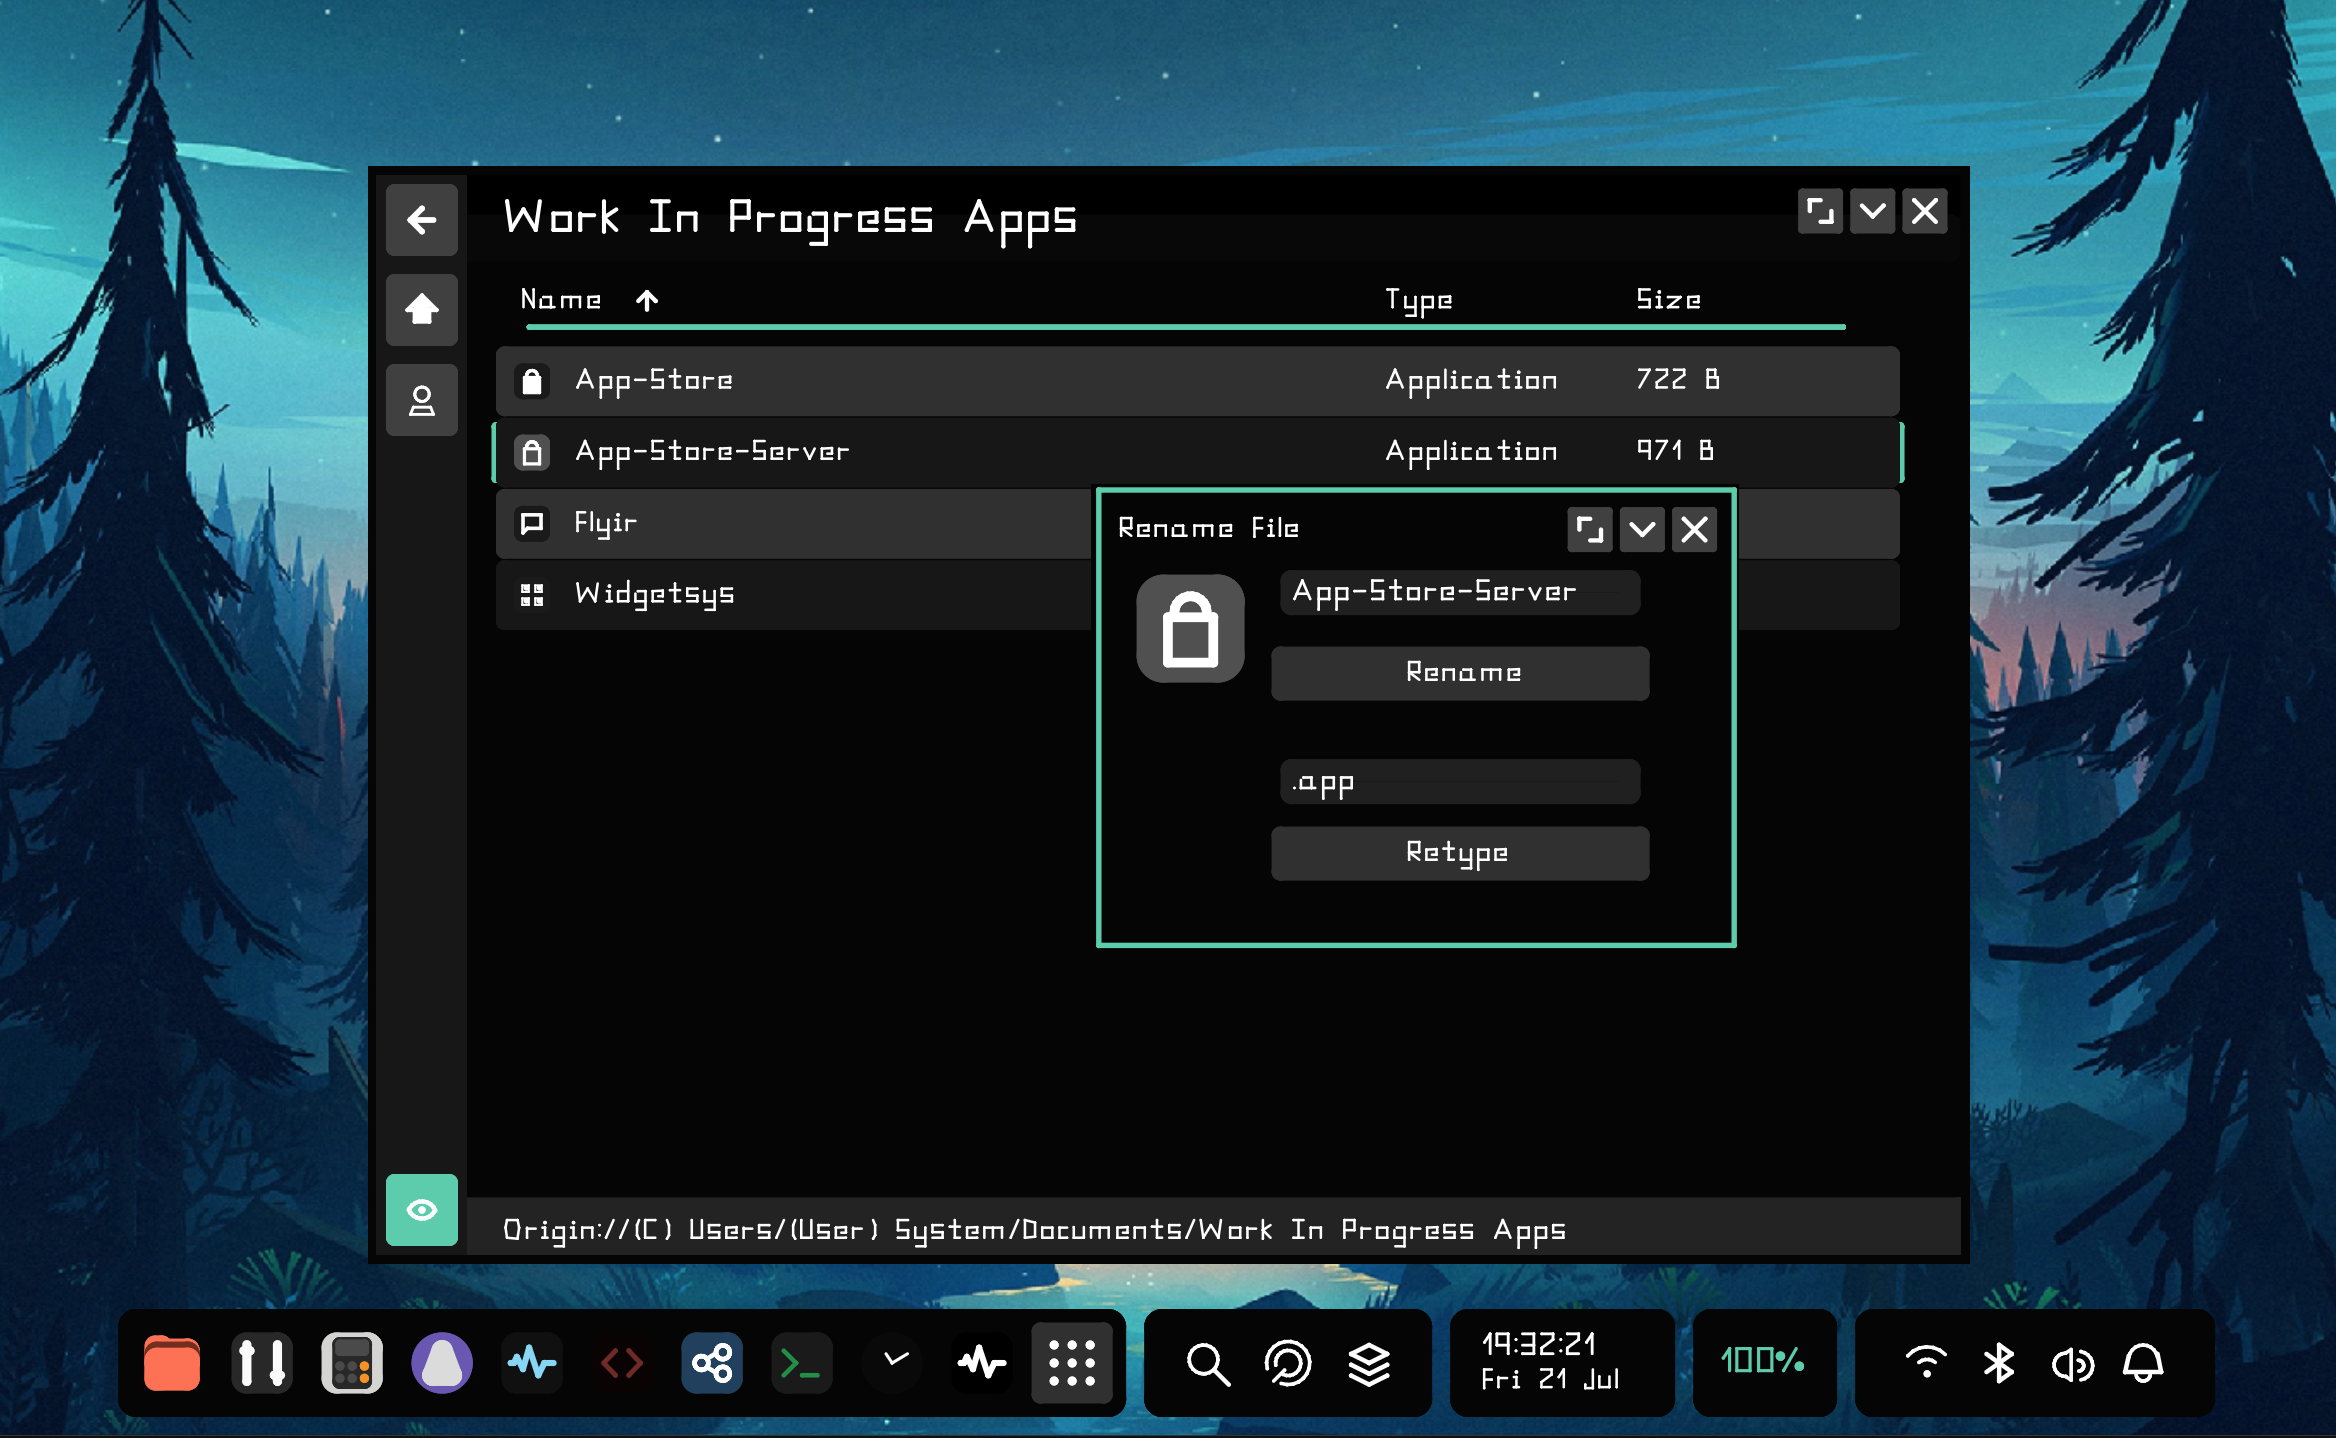 Work In Progress Apps
Name Type Size
App-Store Application 722 B
App-Store-Server Application 971 B
Flyir
Widgetsys
Rename File
App-Store-Server
Rename
.app
Retype
Origin://(C) Users/(User) System/Documents/Work In Progress Apps
19:32:21
Fri 21 Jul
100%